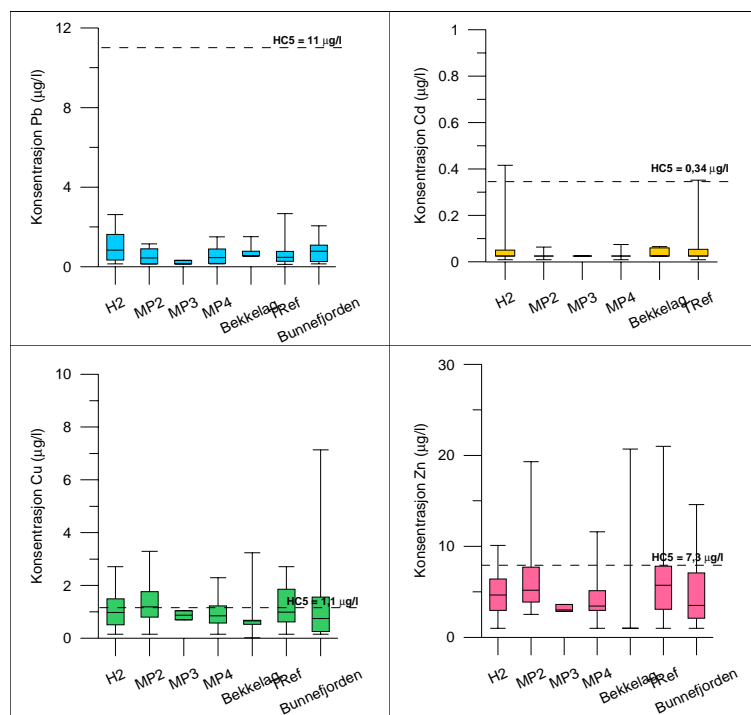 Konsentrasjon Pb (µg/l)
12
8
4
0
HC5 = 11 µg/l
H2
MP2
MP3
MP4
Bekkelag
TRef
Bunnefjorden
Konsentrasjon Cd (µg/l)
1
0.8
0.6
0.4
0.2
0
HC5 = 0,34 µg/l
H2
MP2
MP3
MP4
Bekkelag
TRef
Konsentrasjon Cu (µg/l)
10
8
6
4
2
0
HC5 = 1,1 µg/l
H2
MP2
MP3
MP4
Bekkelag
TRef
Bunnefjorden
Konsentrasjon Zn (µg/l)
30
20
10
0
HC5 = 7,3 µg/l
H2
MP2
MP3
MP4
Bekkelag
TRef
Bunnefjorden